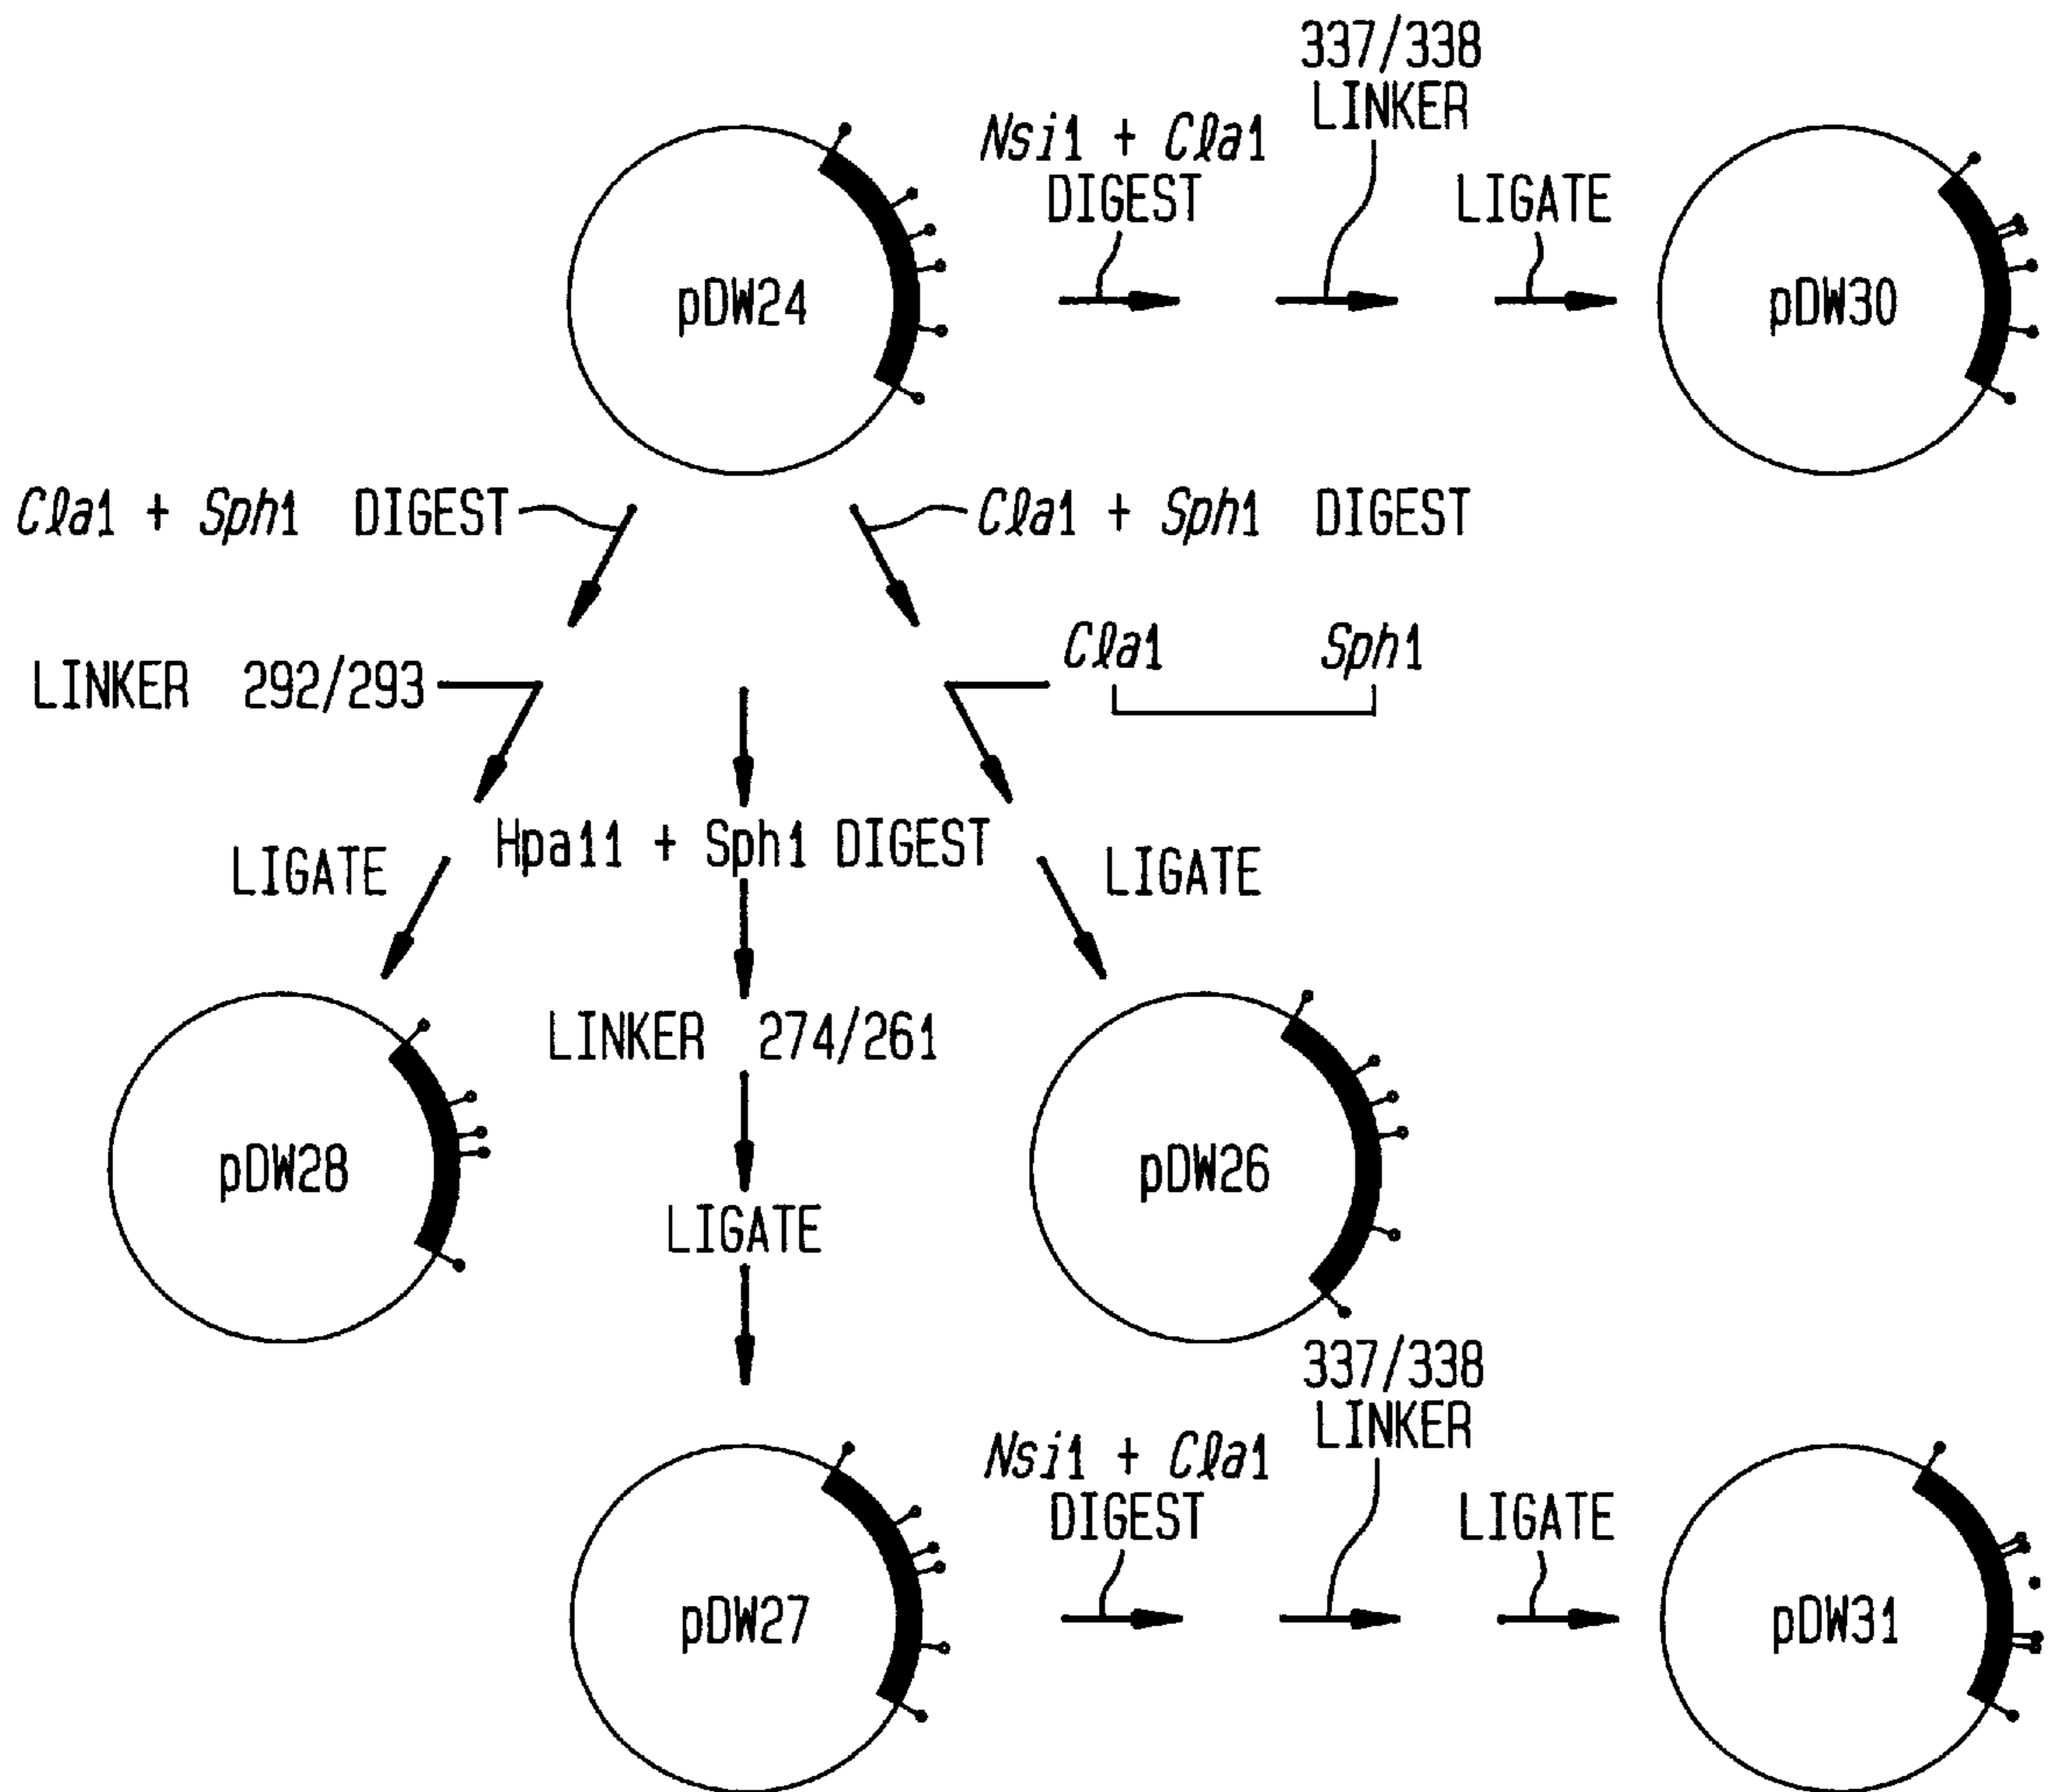 337/338
LINKER
Nsi1 + Cla1
DIGEST
LIGATE
pDW24
pDW30
Cla1 + Sph1 DIGEST
Cla1 + Sph1 DIGEST
LINKER 292/293
Cla1 Sph1
Hpa11 + Sph1 DIGEST
LIGATE
LIGATE
LINKER 274/261
pDW28
pDW26
LIGATE
337/338
LINKER
Nsi1 + Cla1
DIGEST
LIGATE
pDW27
pDW31